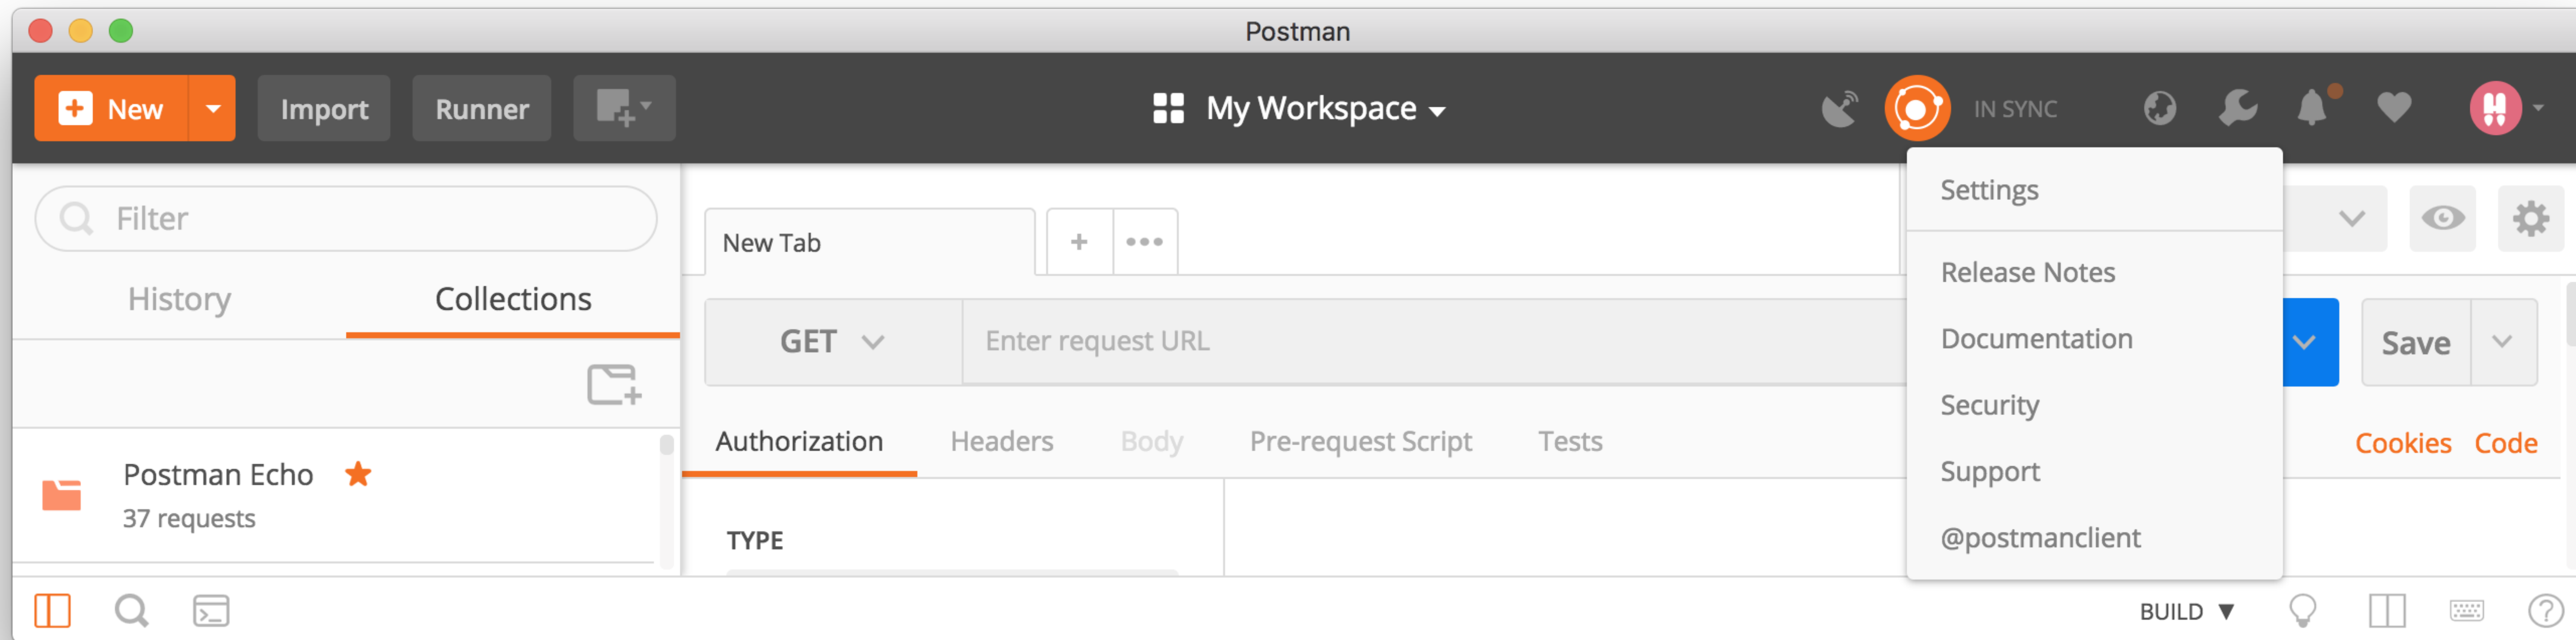 Postman
New Import Runner My Workspace IN SYNC
Filter
History Collections
Postman Echo
37 requests
New Tab + •••
GET Enter request URL Save
Authorization Headers Body Pre-request Script Tests Cookies Code
TYPE
Settings
Release Notes
Documentation
Security
Support
@postmanclient
BUILD